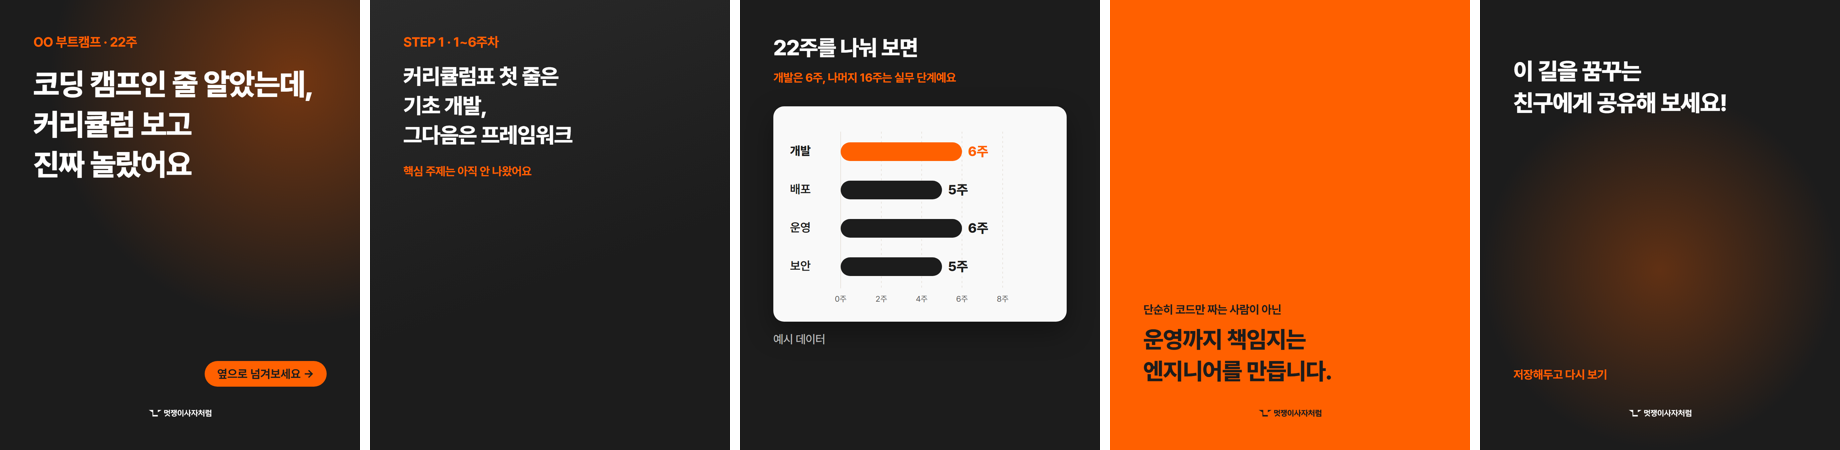 OO 부트캠프 · 22주
코딩 캠프인 줄 알았는데,
커리큘럼 보고
진짜 놀랐어요
옆으로 넘겨보세요 →
멋쟁이사자처럼
STEP 1 · 1~6주차
커리큘럼표 첫 줄은
기초 개발,
그다음은 프레임워크
핵심 주제는 아직 안 나왔어요
22주를 나눠 보면
개발은 6주, 나머지 16주는 실무 단계예요
개발 6주
배포 5주
운영 6주
보안 5주
0주 2주 4주 6주 8주
예시 데이터
단순히 코드만 짜는 사람이 아닌
운영까지 책임지는
엔지니어를 만듭니다.
멋쟁이사자처럼
이 길을 꿈꾸는
친구에게 공유해 보세요!
저장해두고 다시 보기
멋쟁이사자처럼